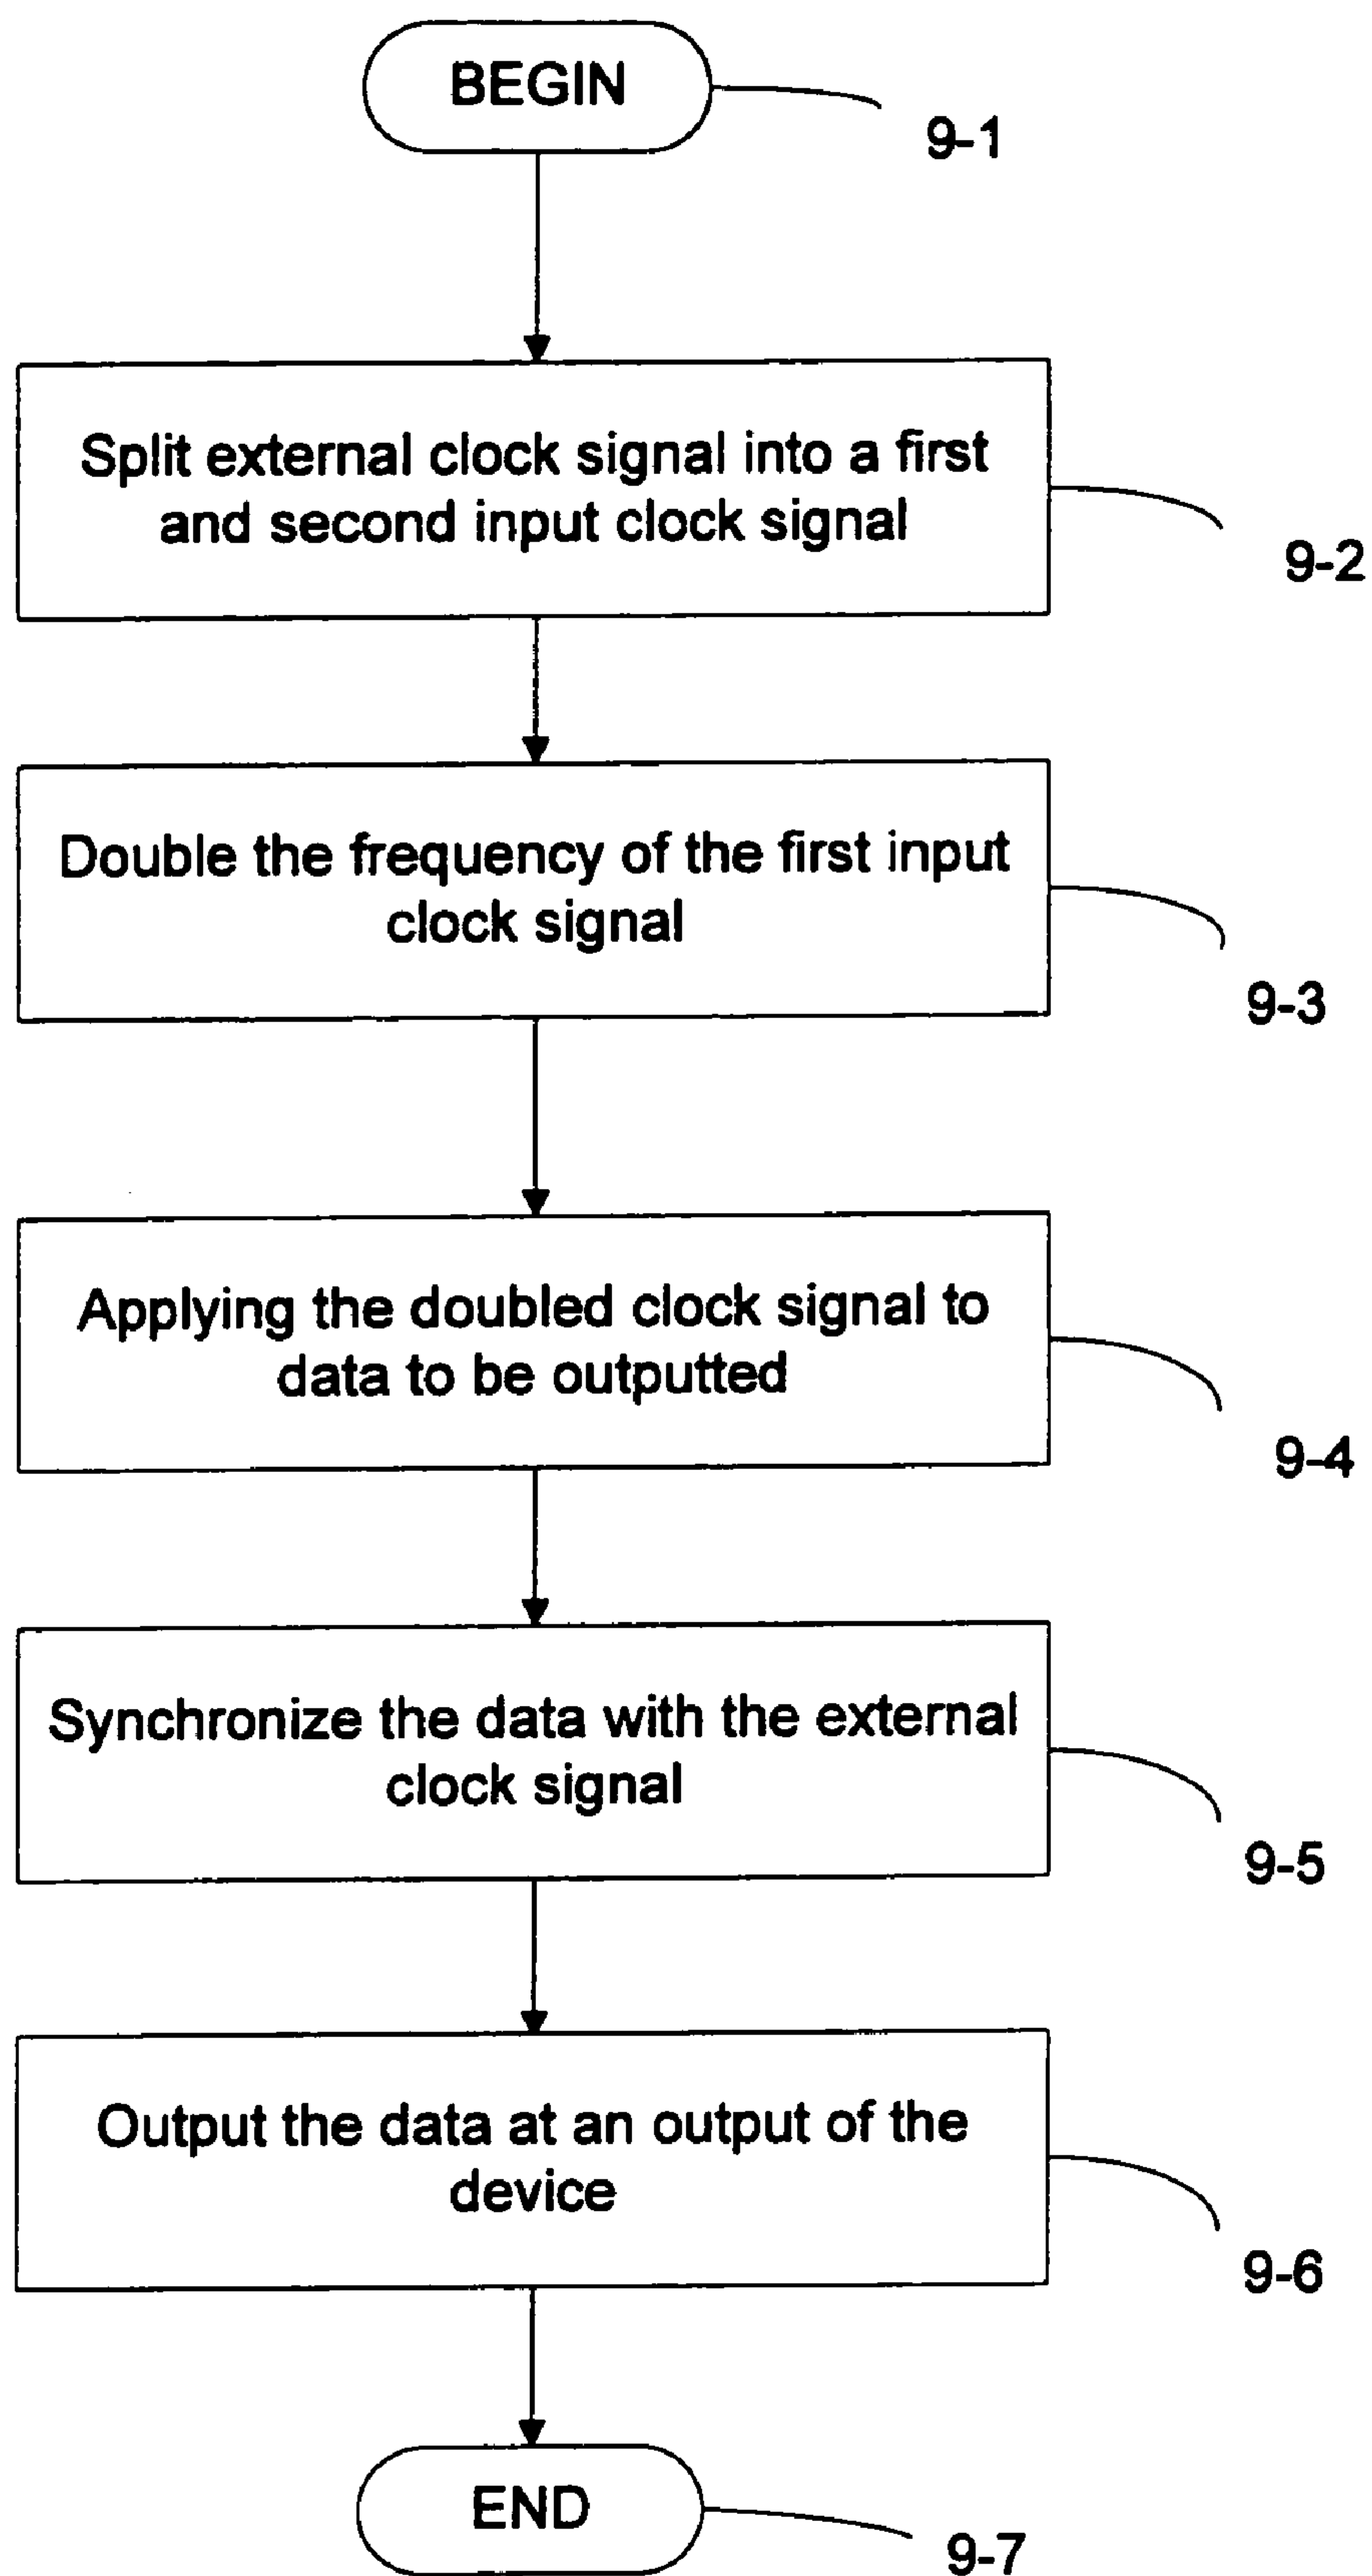 BEGIN
9-1
Split external clock signal into a first
and second input clock signal
9-2
Double the frequency of the first input
clock signal
9-3
Applying the doubled clock signal to
data to be outputted
9-4
Synchronize the data with the external
clock signal
9-5
Output the data at an output of the
device
9-6
END
9-7